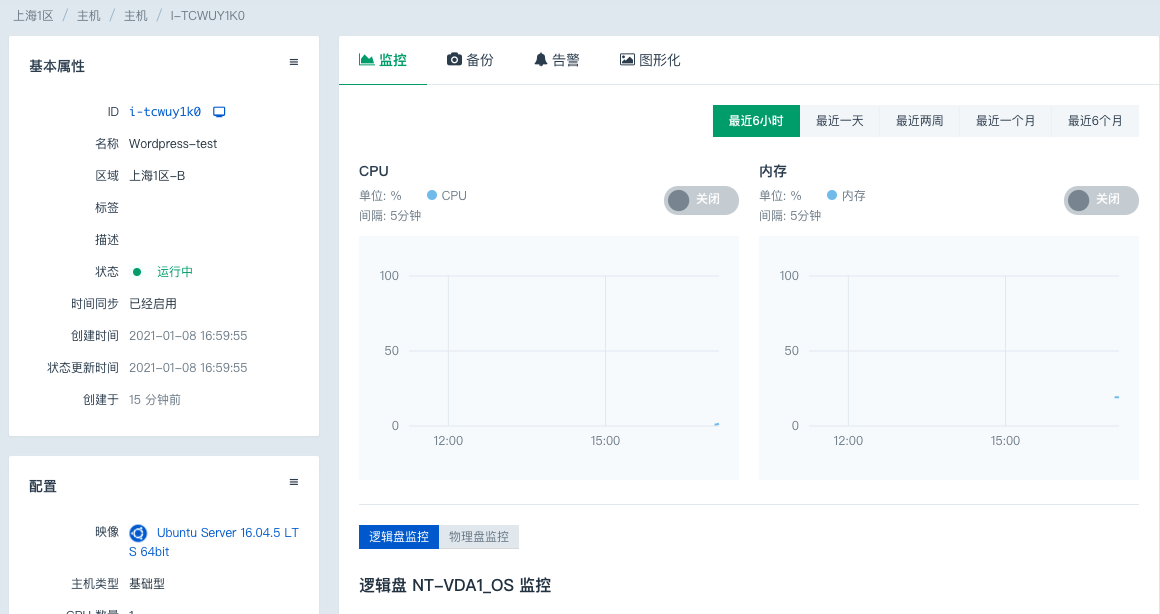 上海1区 / 主机 / 主机 / I-TCWUY1K0
基本属性
ID i-tcwuy1k0
名称 Wordpress-test
区域 上海1区-B
标签
描述
状态 运行中
时间同步 已经启用
创建时间 2021-01-08 16:59:55
状态更新时间 2021-01-08 16:59:55
创建于 15 分钟前
配置
映像 Ubuntu Server 16.04.5 LT
S 64bit
主机类型 基础型
CPU 数量 1
监控 备份 告警 图形化
最近6小时 最近一天 最近两周 最近一个月 最近6个月
CPU
单位: % CPU
间隔: 5分钟
关闭
100
50
0
12:00 15:00
内存
单位: % 内存
间隔: 5分钟
关闭
100
50
0
12:00 15:00
逻辑盘监控 物理盘监控
逻辑盘 NT-VDA1_OS 监控